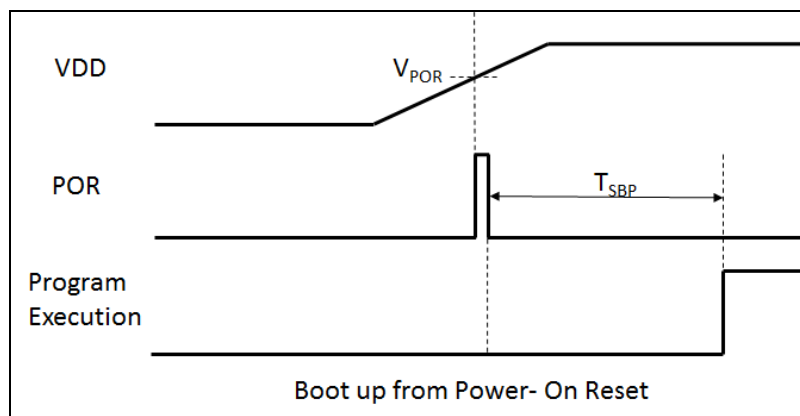 VDD
VPOR
POR
TSBP
Program
Execution
Boot up from Power- On Reset